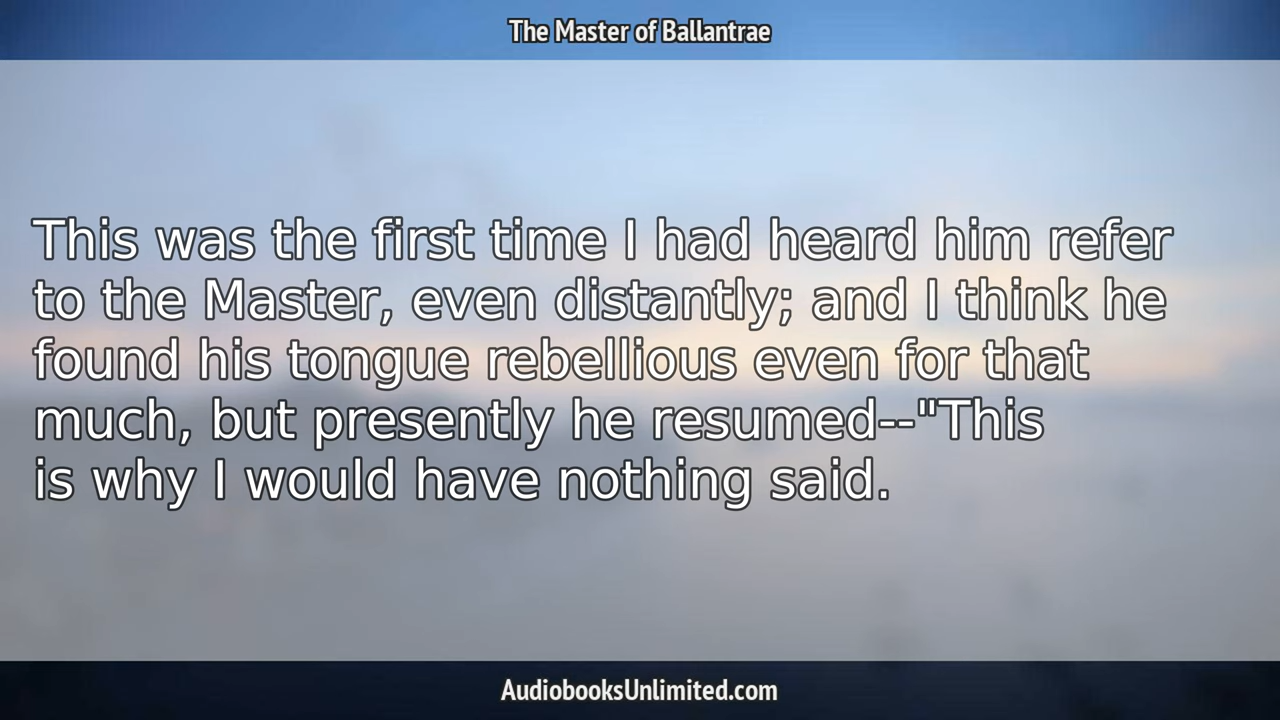 The Master of Ballantrae
This was the first time I had heard him refer
to the Master, even distantly; and I think he
found his tongue rebellious even for that
much, but presently he resumed--"This
is why I would have nothing said.
AudiobooksUnlimited.com